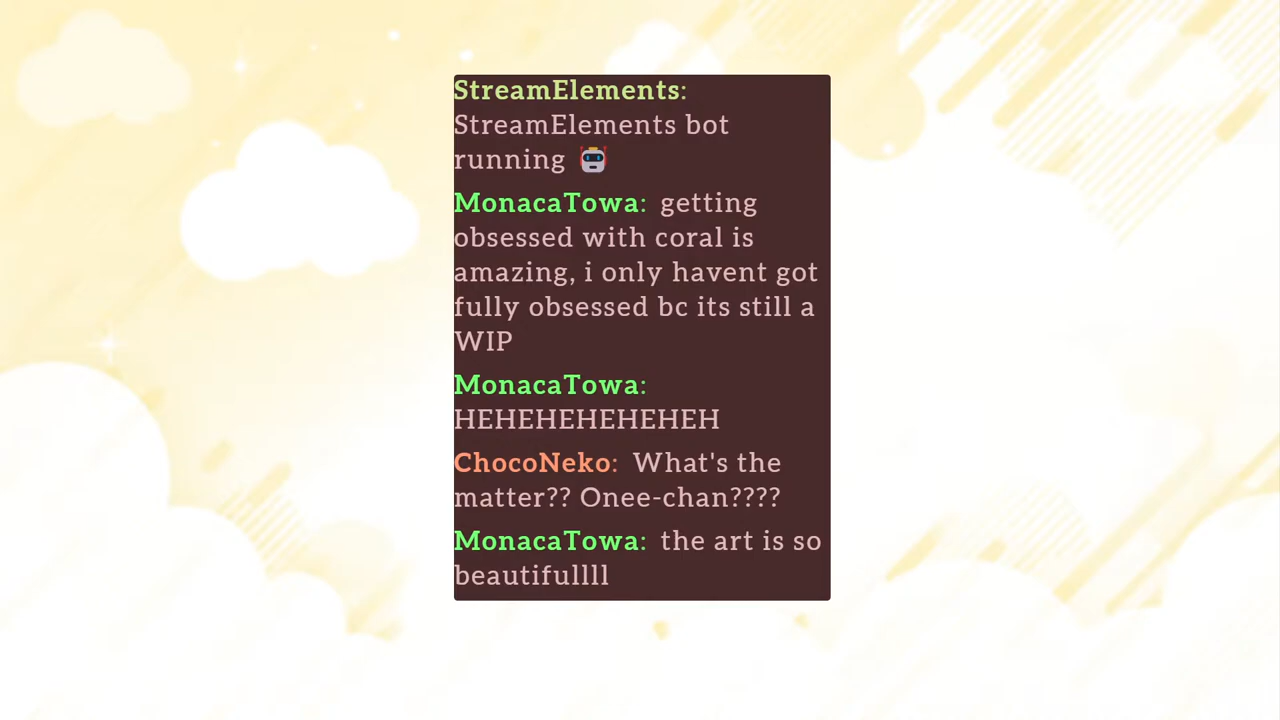 StreamElements:
StreamElements bot
running 🤖
MonacaTowa: getting
obsessed with coral is
amazing, i only havent got
fully obsessed bc its still a
WIP
MonacaTowa:
HEHEHEHEHEHEH
ChocoNeko: What's the
matter?? Onee-chan????
MonacaTowa: the art is so
beautifullll